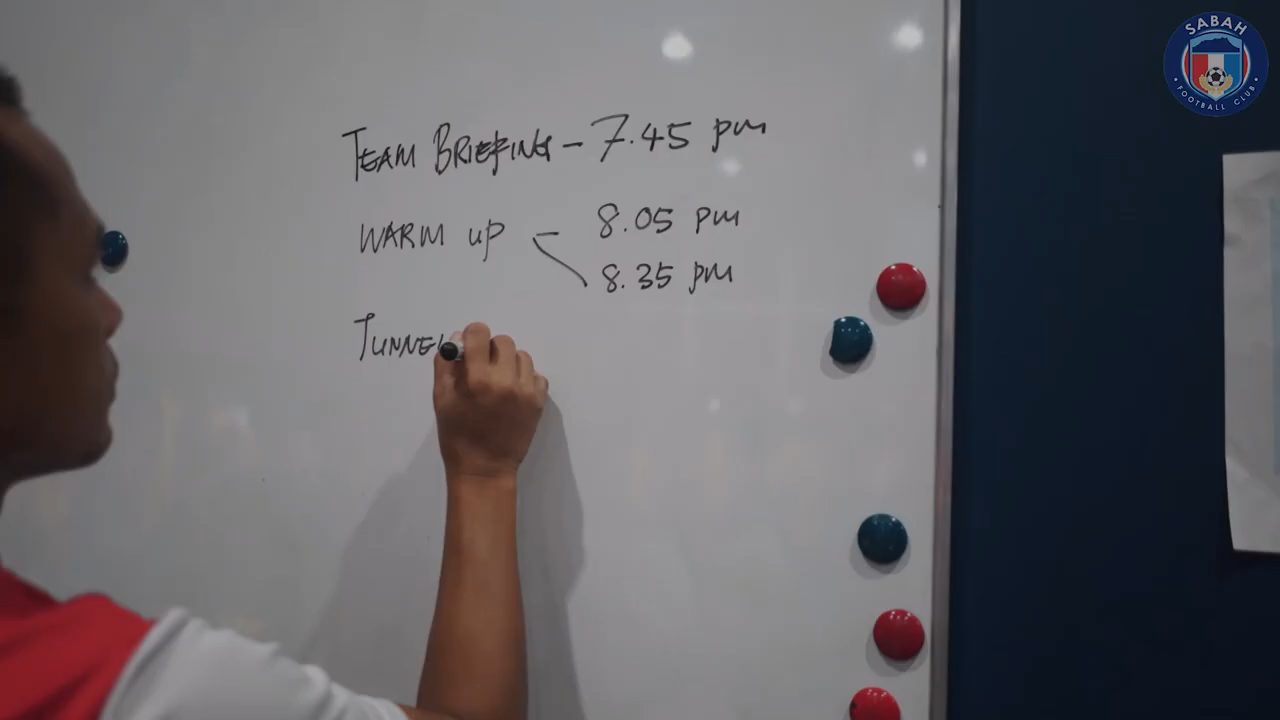 SABAH
FOOTBALL CLUB
TEAM BRIEFING - 7.45 pm
WARM up - 8.05 pm
8.35 pm
TUNNEL